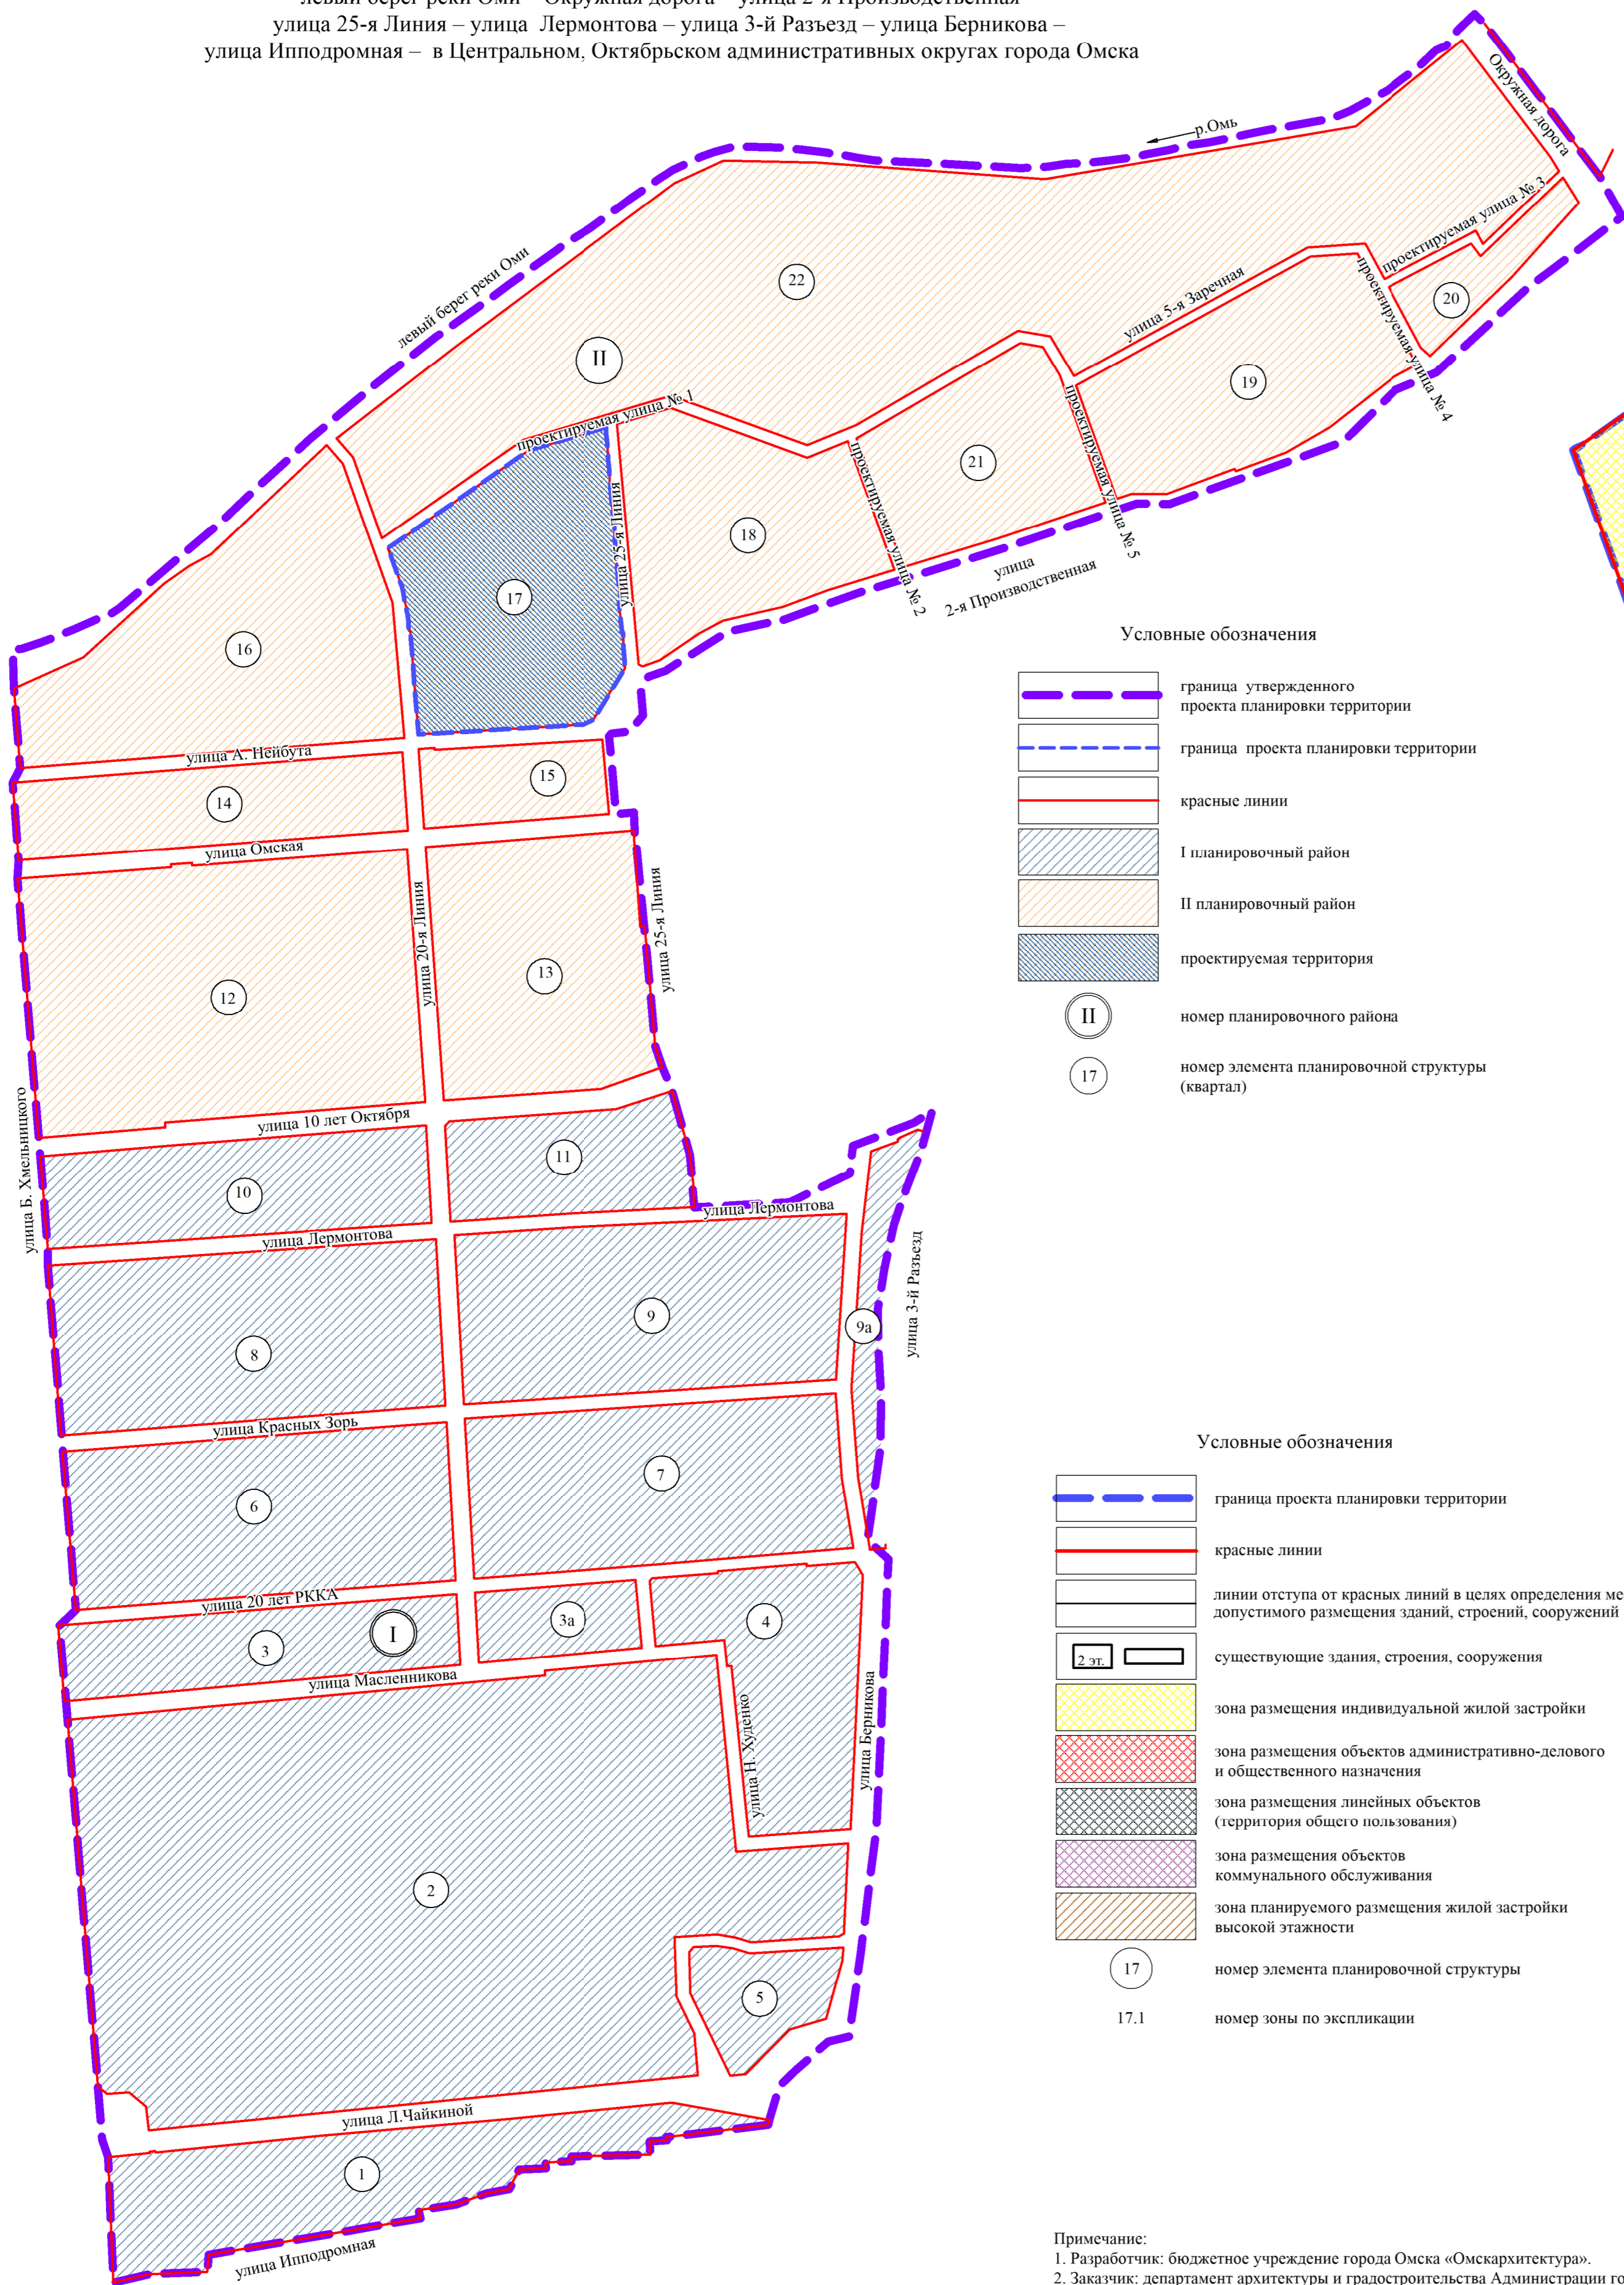 левый берег реки Оми – Окружная дорога – улица 2-я Производственная –
улица 25-я Линия – улица Лермонтова – улица 3-й Разъезд – улица Берникова –
улица Ипподромная – в Центральном, Октябрьском административных округах города Омска
Окружная дорога
р.Омь
проектируемая улица № 3
левый берег реки Оми
22
улица 5-я Заречная
20
проектируемая улица № 4
II
19
проектируемая улица № 1
проектируемая улица № 5
21
проектируемая улица № 2
18
улица 25-я Линия
17
улица
2-я Производственная
16
улица А. Нейбута
15
14
улица Омская
улица 20-я Линия
улица 25-я Линия
13
12
улица 10 лет Октября
улица Б. Хмельницкого
11
10
улица Лермонтова
улица Лермонтова
улица 3-й Разъезд
9
9а
8
улица Красных Зорь
7
6
улица 20 лет РККА
3
I
3а
4
улица Масленникова
улица Н. Худенко
улица Берникова
2
5
улица Л.Чайкиной
1
улица Ипподромная
Условные обозначения
граница утвержденного
проекта планировки территории
граница проекта планировки территории
красные линии
I планировочный район
II планировочный район
проектируемая территория
II
номер планировочного района
17
номер элемента планировочной структуры
(квартал)
Условные обозначения
граница проекта планировки территории
красные линии
линии отступа от красных линий в целях определения ме
допустимого размещения зданий, строений, сооружений
2 эт.
существующие здания, строения, сооружения
зона размещения индивидуальной жилой застройки
зона размещения объектов административно-делового
и общественного назначения
зона размещения линейных объектов
(территория общего пользования)
зона размещения объектов
коммунального обслуживания
зона планируемого размещения жилой застройки
высокой этажности
17
номер элемента планировочной структуры
17.1
номер зоны по экспликации
Примечание:
1. Разработчик: бюджетное учреждение города Омска «Омскархитектура».
2. Заказчик: департамент архитектуры и градостроительства Администрации го